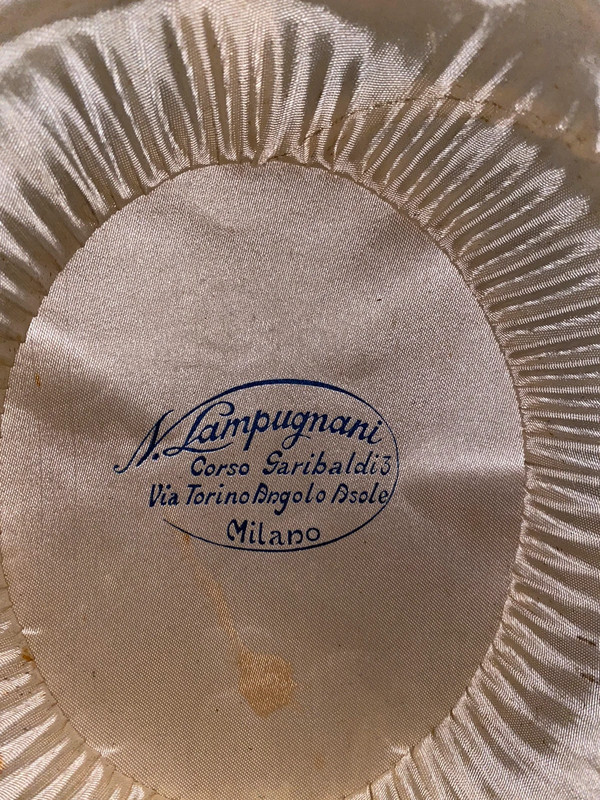 N. Lampugnani
Corso Garibaldi 3
Via Torino Angolo Asole
Milano